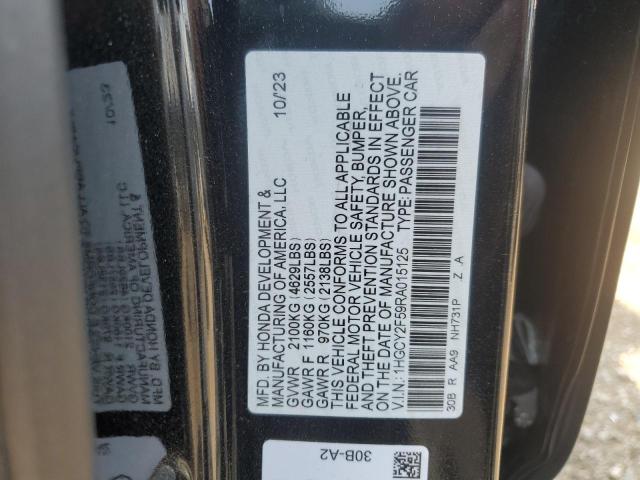 MFD. BY HONDA DEVELOPMENT &
MANUFACTURING OF AMERICA, LLC 10/23
GVWR 2100KG (4629LBS)
GAWR F 1160KG (2557LBS)
GAWR R 970KG (2138LBS)
THIS VEHICLE CONFORMS TO ALL APPLICABLE
FEDERAL MOTOR VEHICLE SAFETY, BUMPER,
AND THEFT PREVENTION STANDARDS IN EFFECT
ON THE DATE OF MANUFACTURE SHOWN ABOVE.
V.I.N.: 1HGCY2F59RA015125 TYPE: PASSENGER CAR
30B R AA9 NH731P Z A
30B-A2